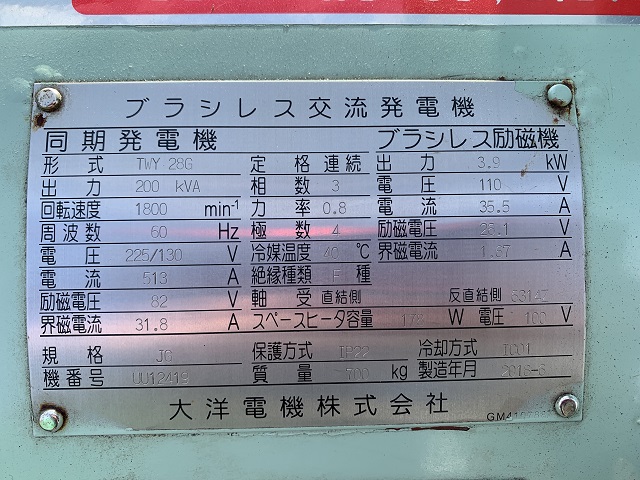 ブラシレス交流発電機
同期発電機 ブラシレス励磁機
形式 TWY 28G 定格 連続 出力 3.9 kW
出力 200 kVA 相数 3 電圧 110 V
回転速度 1800 min-1 力率 0.8 電流 35.5 A
周波数 60 Hz 極数 4 励磁電圧 V
電圧 225/130 V 冷媒温度 40 ℃ 界磁電流 A
電流 513 A 絶縁種類 F 種
励磁電圧 82 V 軸受 直結側 反直結側
界磁電流 31.8 A スペースヒータ容量 W 電圧 100 V
規格 保護方式 IP22 冷却方式
機番号 質量 700 kg 製造年月
大洋電機株式会社